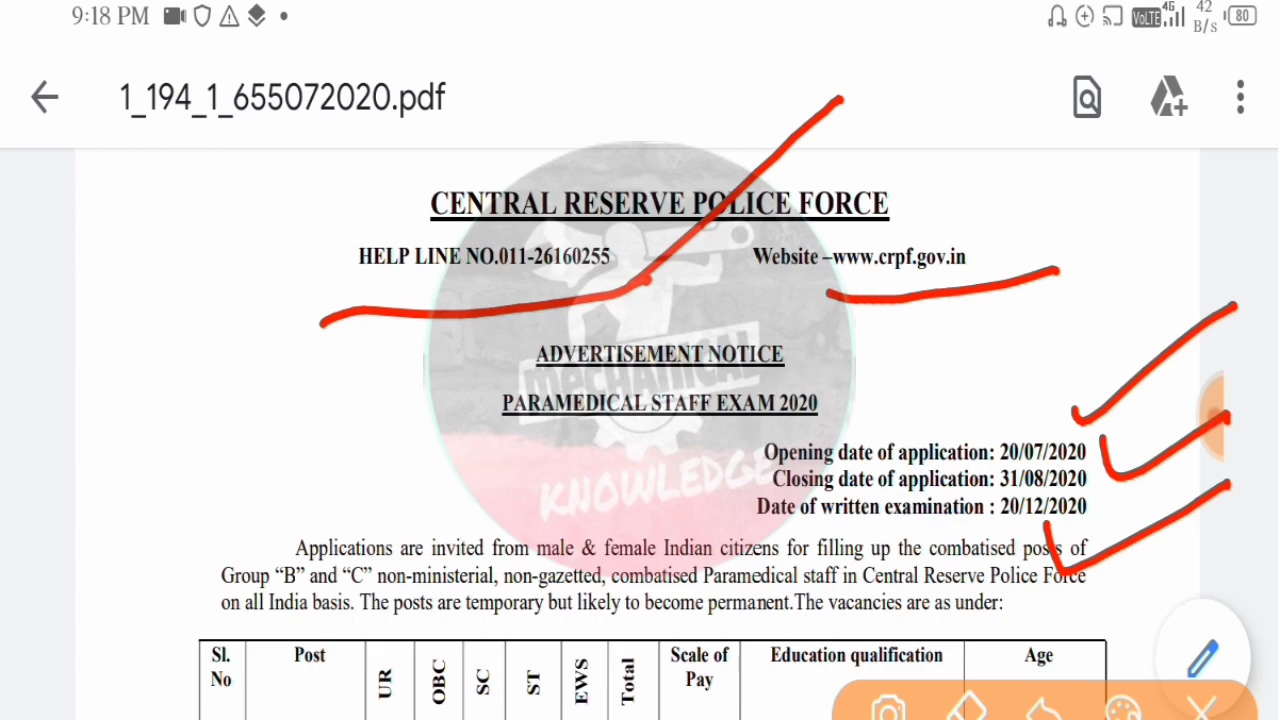 9:18 PM
4G
VoLTE
42
B/s
80
1_194_1_655072020.pdf
CENTRAL RESERVE POLICE FORCE
HELP LINE NO.011-26160255 Website –www.crpf.gov.in
ADVERTISEMENT NOTICE
MECHANICAL
PARAMEDICAL STAFF EXAM 2020
KNOWLEDGE
Opening date of application: 20/07/2020
Closing date of application: 31/08/2020
Date of written examination : 20/12/2020
Applications are invited from male & female Indian citizens for filling up the combatised posts of
Group “B” and “C” non-ministerial, non-gazetted, combatised Paramedical staff in Central Reserve Police Force
on all India basis. The posts are temporary but likely to become permanent.The vacancies are as under:
Sl. No Post UR OBC SC ST EWS Total Scale of Pay Education qualification Age